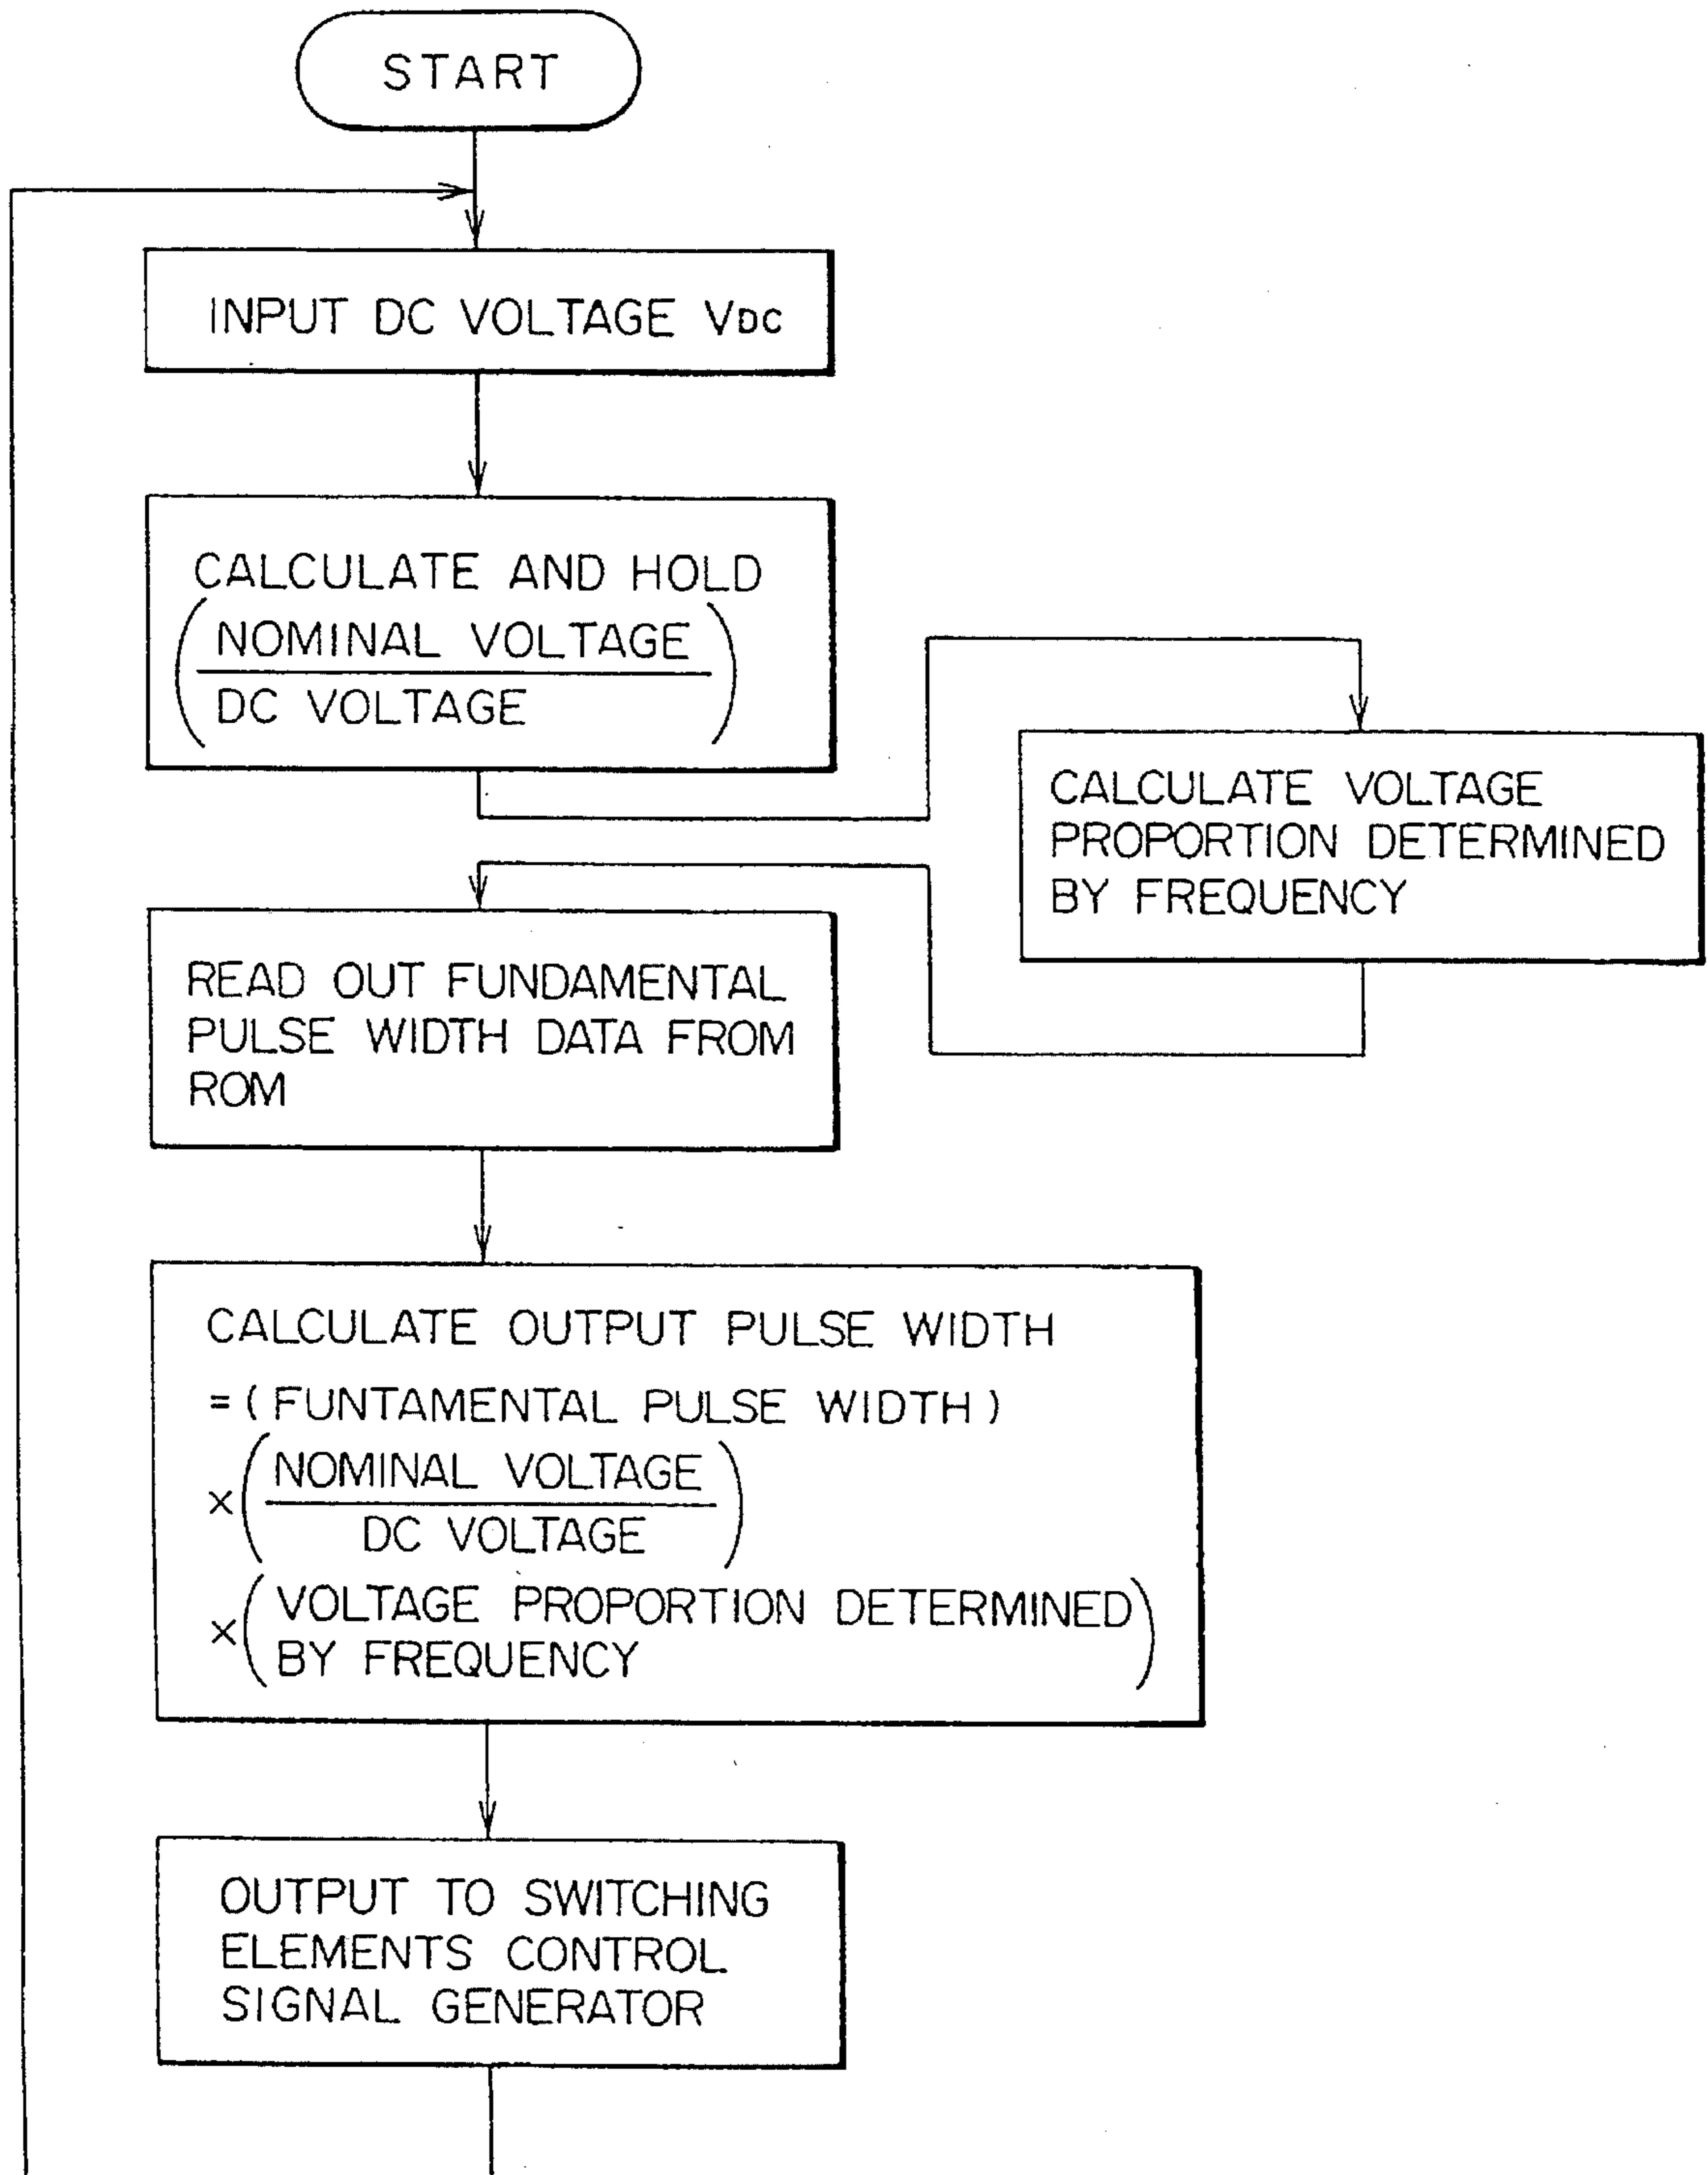 START
INPUT DC VOLTAGE VDC
CALCULATE AND HOLD
(NOMINAL VOLTAGE
DC VOLTAGE)
CALCULATE VOLTAGE
PROPORTION DETERMINED
BY FREQUENCY
READ OUT FUNDAMENTAL
PULSE WIDTH DATA FROM
ROM
CALCULATE OUTPUT PULSE WIDTH
=(FUNTAMENTAL PULSE WIDTH)
×(NOMINAL VOLTAGE
DC VOLTAGE)
×(VOLTAGE PROPORTION DETERMINED
BY FREQUENCY)
OUTPUT TO SWITCHING
ELEMENTS CONTROL
SIGNAL GENERATOR